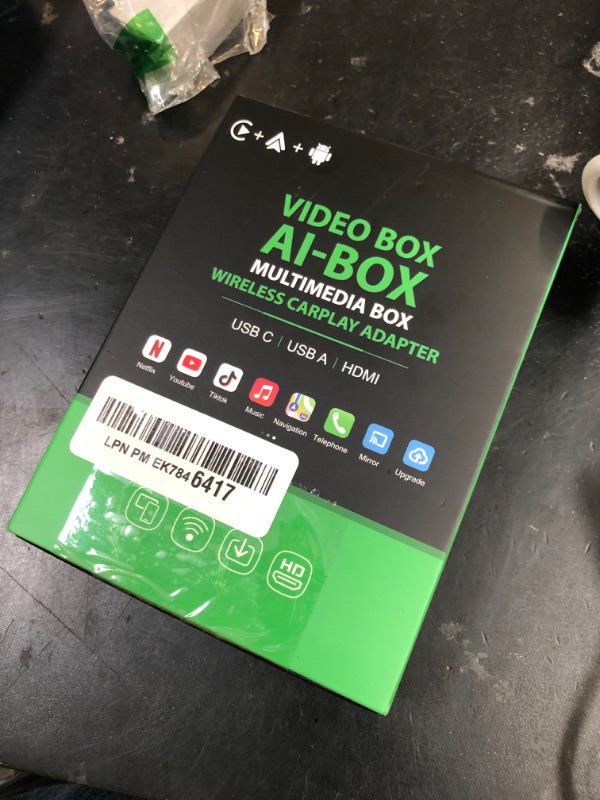 VIDEO BOX
AI-BOX
MULTIMEDIA BOX
WIRELESS CARPLAY ADAPTER
USB C | USB A | HDMI
Netflix Youtube Tiktok Music Navigation Telephone Mirror Upgrade
LPN PM EK784 6417
HD